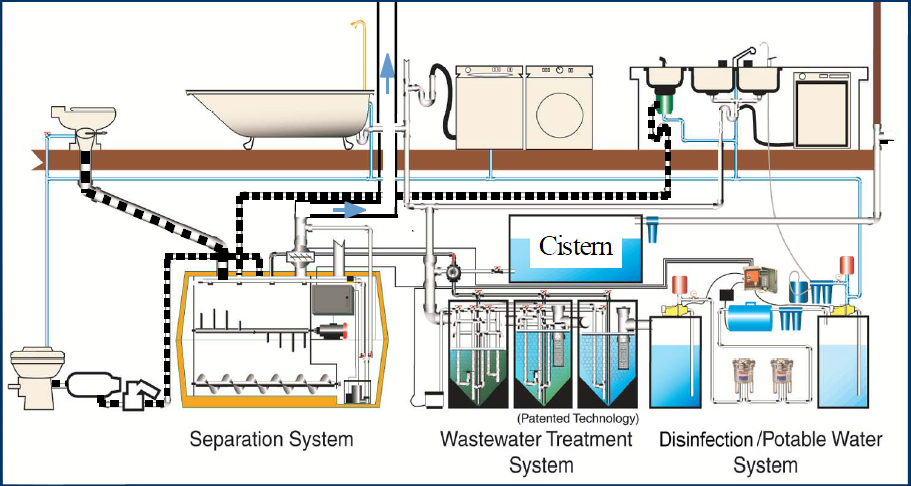 Cistern
(Patented Technology)
Separation System
Wastewater Treatment
System
Disinfection/Potable Water
System